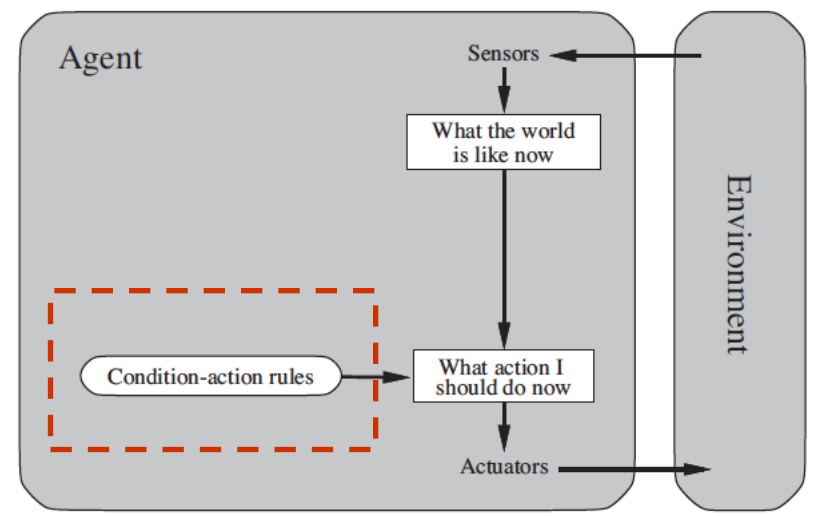 Agent
Sensors
What the world
is like now
Environment
Condition-action rules
What action I
should do now
Actuators